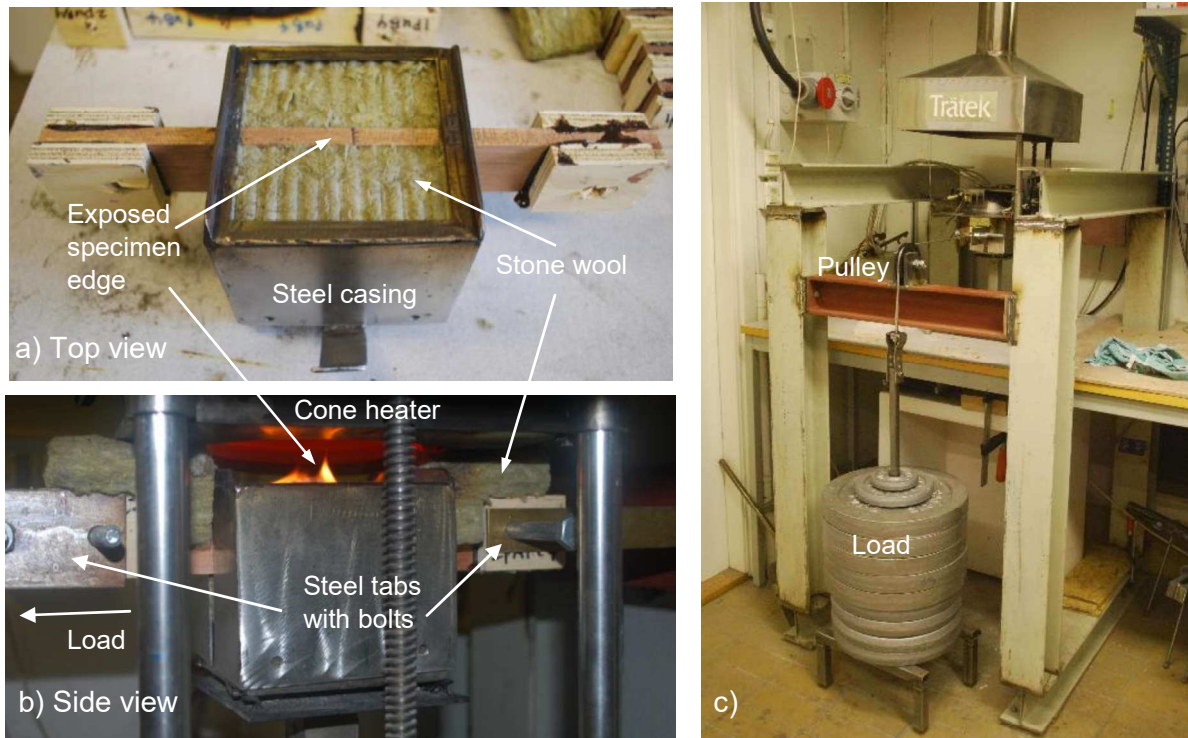 Exposed
specimen
edge
Stone wool
Steel casing
a) Top view
Cone heater
Steel tabs
with bolts
Load
b) Side view
Trätek
Pulley
Load
c)